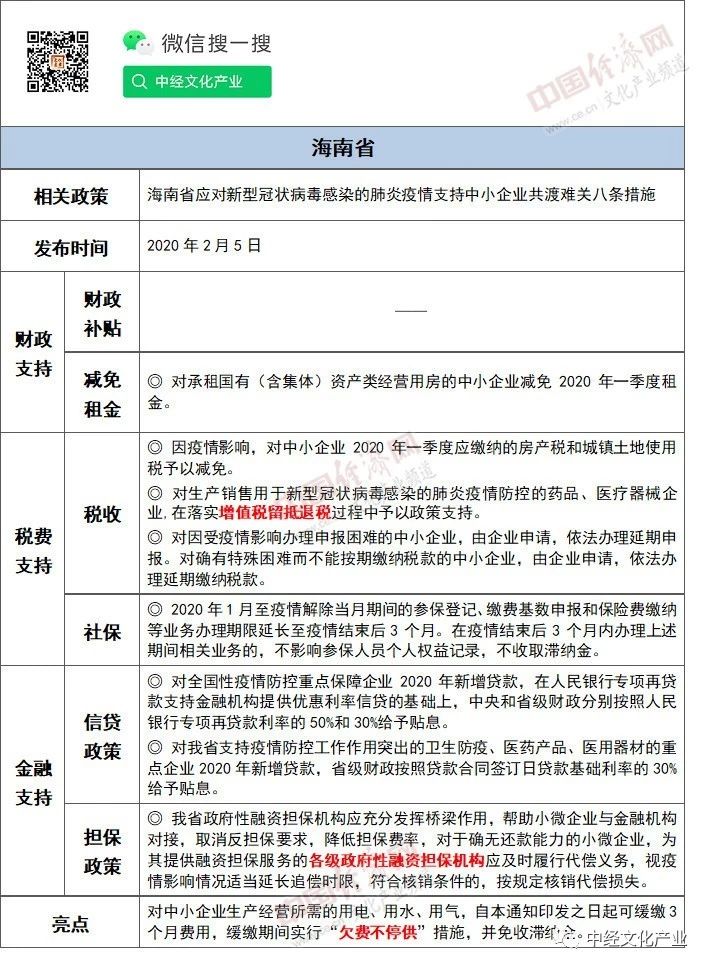 微信搜一搜
中经文化产业
中国经济网
www.ce.cn 文化产业频道
海南省
相关政策
海南省应对新型冠状病毒感染的肺炎疫情支持中小企业共渡难关八条措施
发布时间
2020 年 2 月 5 日
财政
支持
财政
补贴
——
减免
租金
◎ 对承租国有（含集体）资产类经营用房的中小企业减免 2020 年一季度租
金。
税费
支持
税收
◎ 因疫情影响，对中小企业 2020 年一季度应缴纳的房产税和城镇土地使用
税予以减免。
◎ 对生产销售用于新型冠状病毒感染的肺炎疫情防控的药品、医疗器械企
业,在落实增值税留抵退税过程中予以政策支持。
◎ 对因受疫情影响办理申报困难的中小企业，由企业申请，依法办理延期申
报。对确有特殊困难而不能按期缴纳税款的中小企业，由企业申请，依法办
理延期缴纳税款。
社保
◎ 2020 年 1 月至疫情解除当月期间的参保登记、缴费基数申报和保险费缴纳
等业务办理期限延长至疫情结束后 3 个月。在疫情结束后 3 个月内办理上述
期间相关业务的，不影响参保人员个人权益记录，不收取滞纳金。
金融
支持
信贷
政策
◎ 对全国性疫情防控重点保障企业 2020 年新增贷款，在人民银行专项再贷
款支持金融机构提供优惠利率信贷的基础上，中央和省级财政分别按照人民
银行专项再贷款利率的 50%和 30%给予贴息。
◎ 对我省支持疫情防控工作作用突出的卫生防疫、医药产品、医用器材的重
点企业 2020 年新增贷款，省级财政按照贷款合同签订日贷款基础利率的 30%
给予贴息。
担保
政策
◎ 我省政府性融资担保机构应充分发挥桥梁作用，帮助小微企业与金融机构
对接，取消反担保要求，降低担保费率，对于确无还款能力的小微企业，为
其提供融资担保服务的各级政府性融资担保机构应及时履行代偿义务，视疫
情影响情况适当延长追偿时限，符合核销条件的，按规定核销代偿损失。
亮点
对中小企业生产经营所需的用电、用水、用气，自本通知印发之日起可缓缴 3
个月费用，缓缴期间实行“欠费不停供”措施，并免收滞纳金。
中经文化产业